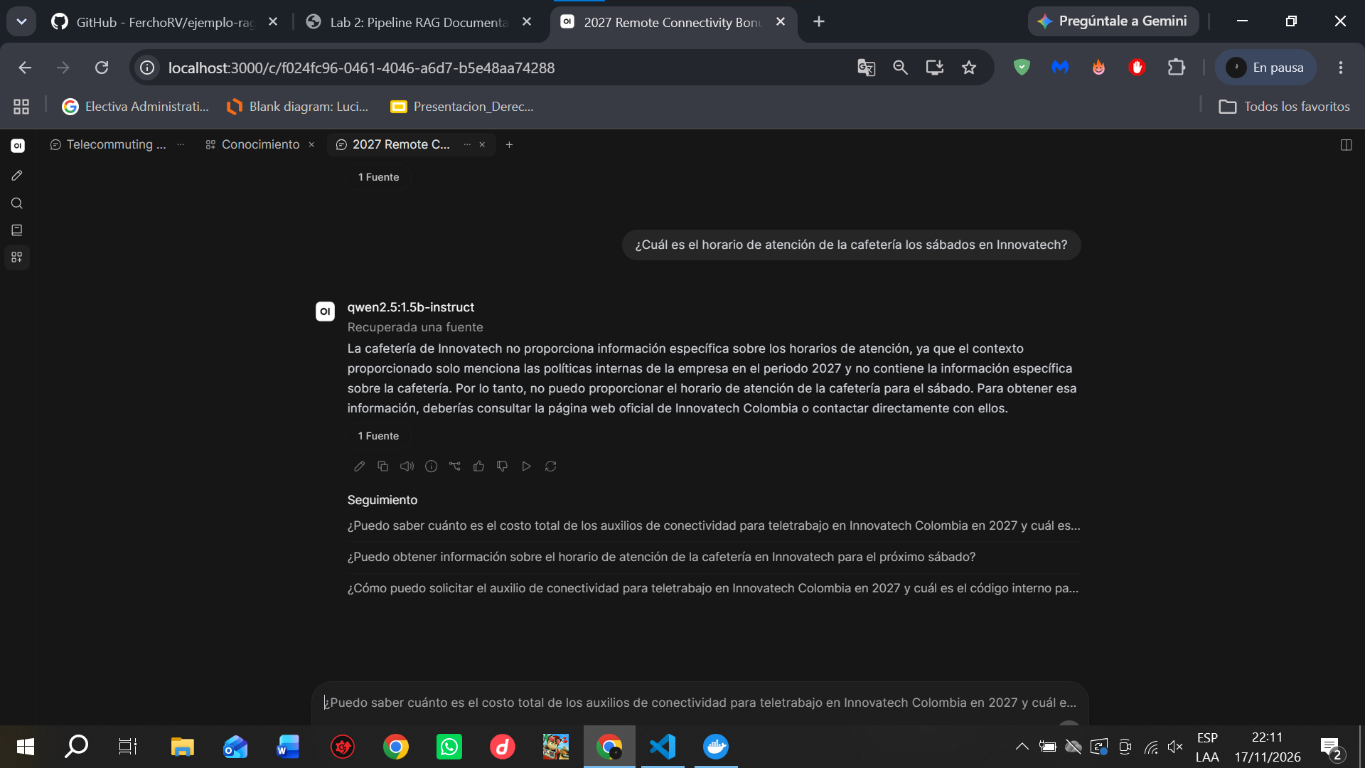 GitHub - FerchoRV/ejemplo-rag
Lab 2: Pipeline RAG Documenta
OI
2027 Remote Connectivity Bonu
Pregúntale a Gemini
localhost:3000/c/f024fc96-0461-4046-a6d7-b5e48aa74288
En pausa
Electiva Administrati...
Blank diagram: Luci...
Presentacion_Derec...
Todos los favoritos
OI
Telecommuting ...
Conocimiento
2027 Remote C...
1 Fuente
¿Cuál es el horario de atención de la cafetería los sábados en Innovatech?
OI
qwen2.5:1.5b-instruct
Recuperada una fuente
La cafetería de Innovatech no proporciona información específica sobre los horarios de atención, ya que el contexto
proporcionado solo menciona las políticas internas de la empresa en el periodo 2027 y no contiene la información específica
sobre la cafetería. Por lo tanto, no puedo proporcionar el horario de atención de la cafetería para el sábado. Para obtener esa
información, deberías consultar la página web oficial de Innovatech Colombia o contactar directamente con ellos.
1 Fuente
Seguimiento
¿Puedo saber cuánto es el costo total de los auxilios de conectividad para teletrabajo en Innovatech Colombia en 2027 y cuál es...
¿Puedo obtener información sobre el horario de atención de la cafetería en Innovatech para el próximo sábado?
¿Cómo puedo solicitar el auxilio de conectividad para teletrabajo en Innovatech Colombia en 2027 y cuál es el código interno pa...
¿Puedo saber cuánto es el costo total de los auxilios de conectividad para teletrabajo en Innovatech Colombia en 2027 y cuál e...
ESP
LAA
22:11
17/11/2026
2